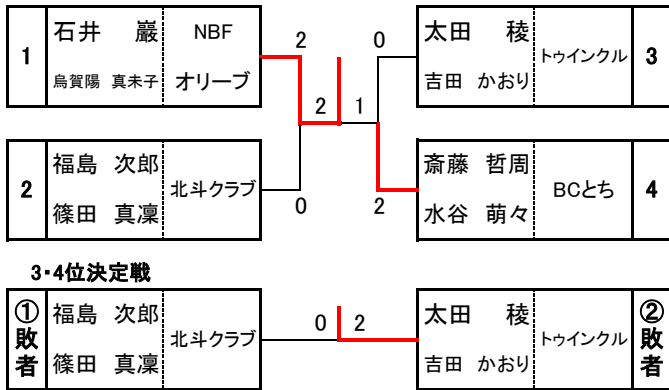 1 石井 巖 NBF
烏賀陽 真未子 オリーブ
2 0
太田 稜 トゥインクル 3
吉田 かおり
2 1
2 福島 次郎 北斗クラブ
篠田 真凜
0 2
斎藤 哲周 BCとち 4
水谷 萌々
3・4位決定戦
①敗者 福島 次郎 北斗クラブ
篠田 真凜
0 2
太田 稜 トゥインクル ②敗者
吉田 かおり